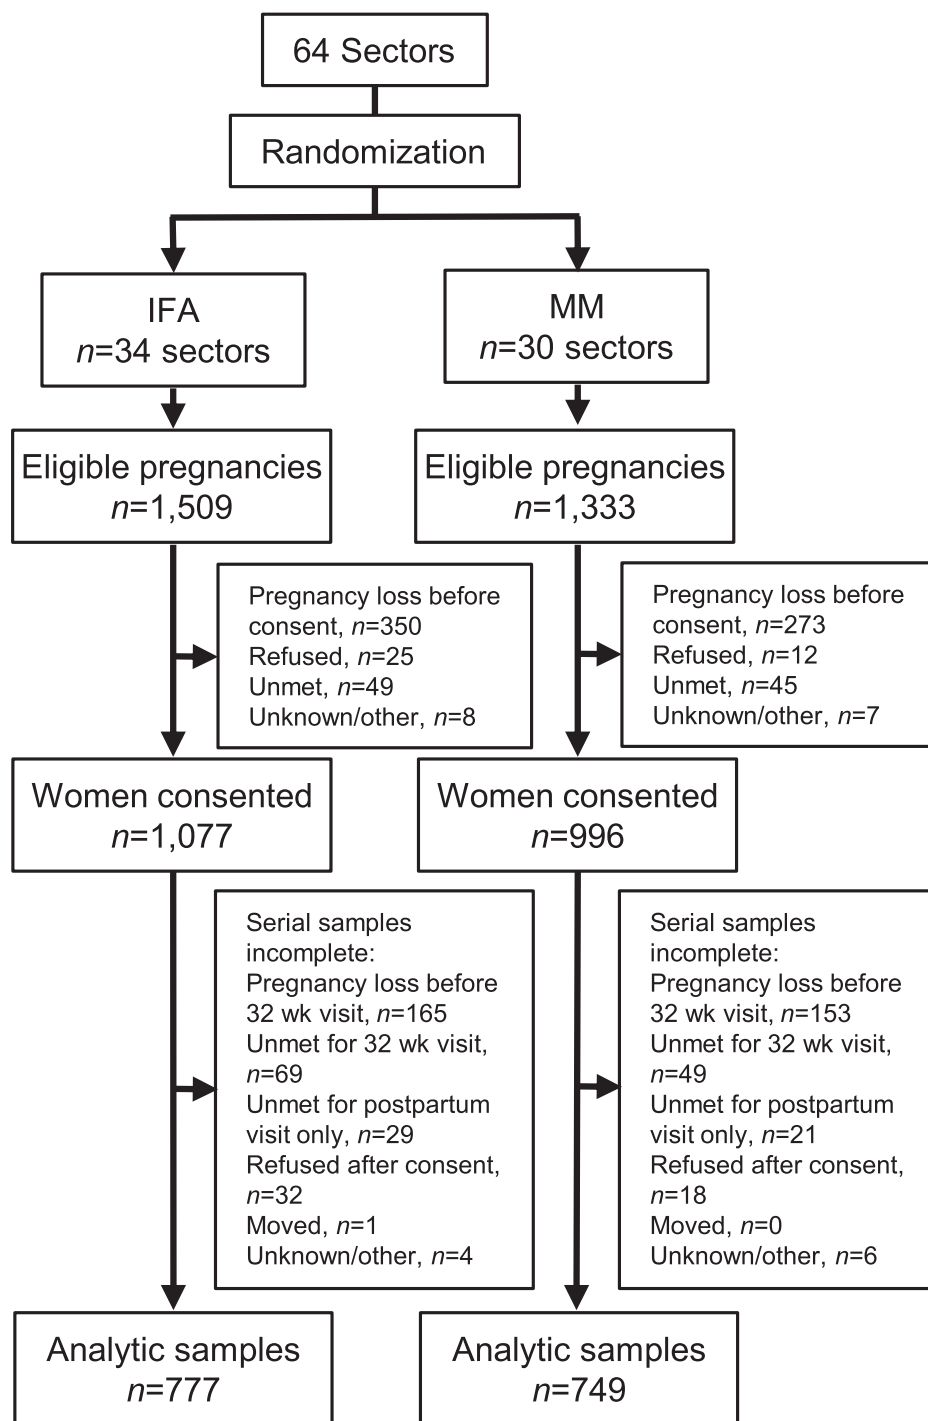 64 Sectors
Randomization
IFA
n=34 sectors
MM
n=30 sectors
Eligible pregnancies
n=1,509
Eligible pregnancies
n=1,333
Pregnancy loss before
consent, n=350
Refused, n=25
Unmet, n=49
Unknown/other, n=8
Pregnancy loss before
consent, n=273
Refused, n=12
Unmet, n=45
Unknown/other, n=7
Women consented
n=1,077
Women consented
n=996
Serial samples
incomplete:
Pregnancy loss before
32 wk visit, n=165
Unmet for 32 wk visit,
n=69
Unmet for postpartum
visit only, n=29
Refused after consent,
n=32
Moved, n=1
Unknown/other, n=4
Serial samples
incomplete:
Pregnancy loss before
32 wk visit, n=153
Unmet for 32 wk visit,
n=49
Unmet for postpartum
visit only, n=21
Refused after consent,
n=18
Moved, n=0
Unknown/other, n=6
Analytic samples
n=777
Analytic samples
n=749